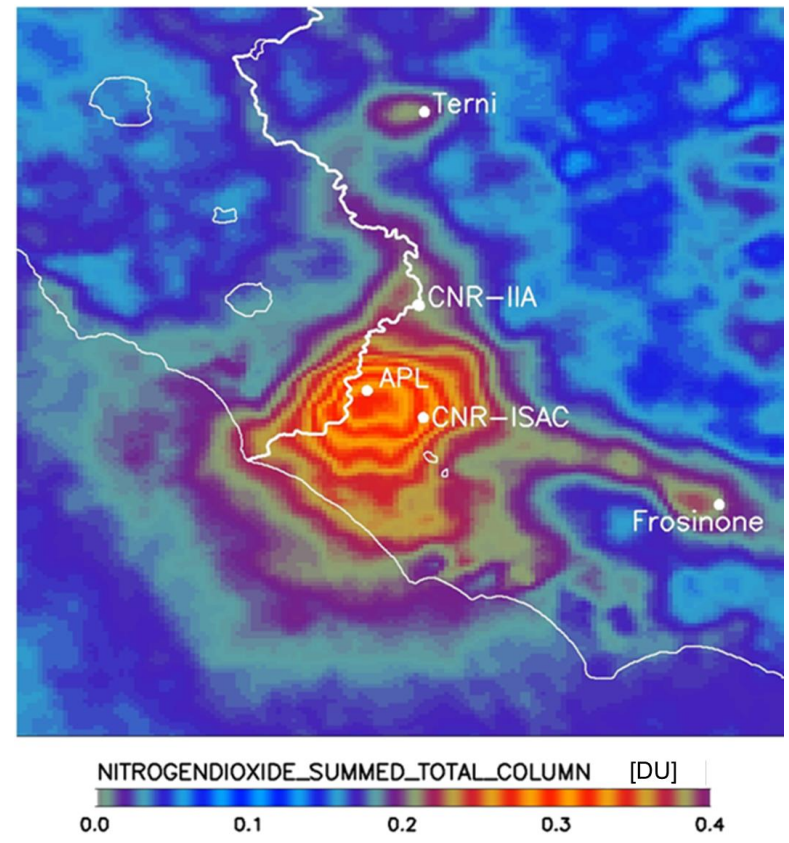 Terni
CNR-IIA
APL
CNR-ISAC
Frosinone
NITROGENDIOXIDE_SUMMED_TOTAL_COLUMN [DU]
0.0 0.1 0.2 0.3 0.4